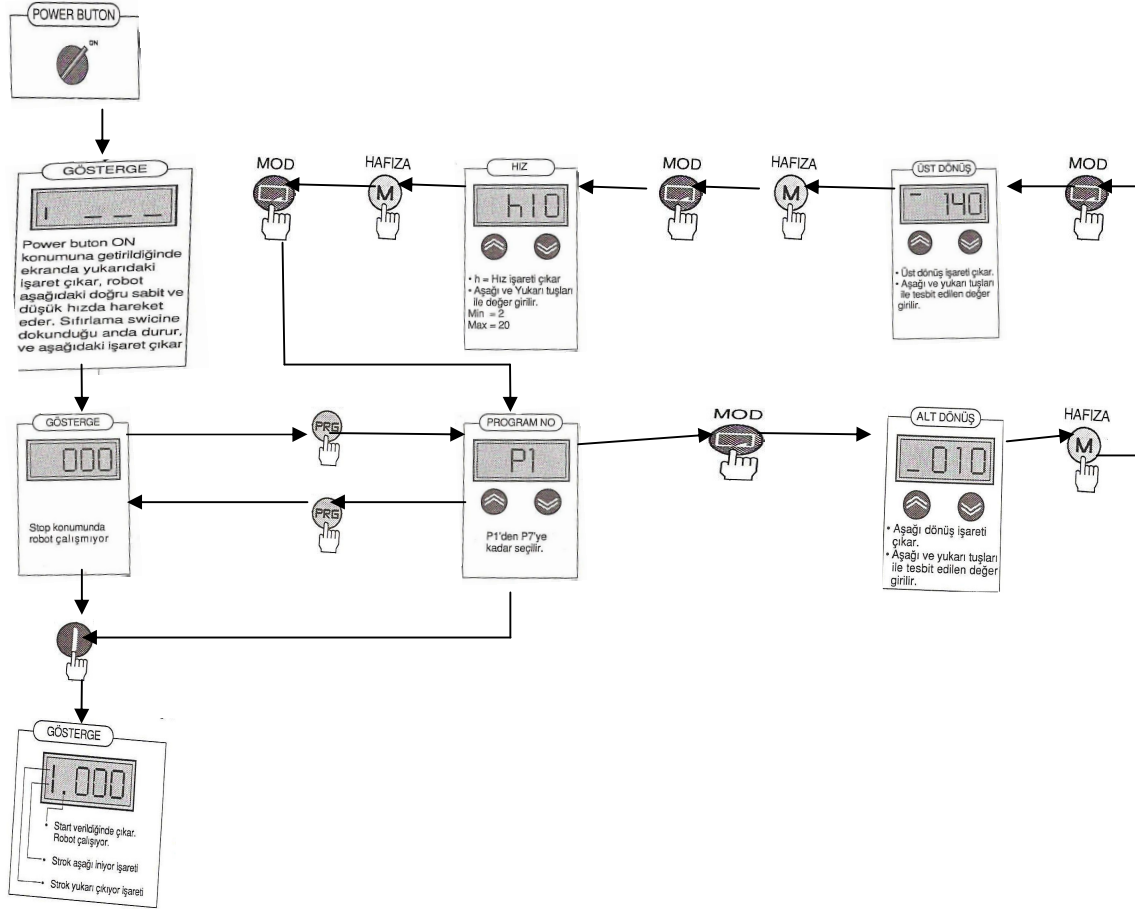 POWER BUTON
ON
GÖSTERGE
Power buton ON
konumuna getirildiğinde
ekranda yukarıdaki
işaret çıkar, robot
aşağıdaki doğru sabit ve
düşük hızda hareket
eder. Sıfırlama swicine
dokunduğu anda durur,
ve aşağıdaki işaret çıkar
MOD
HAFIZA
M
HIZ
h10
• h = Hız işareti çıkar
• Aşağı ve Yukarı tuşları
ile değer girilir.
Min = 2
Max = 20
MOD
HAFIZA
M
ÜST DÖNÜŞ
¯ 140
• Üst dönüş işareti çıkar.
• Aşağı ve yukarı tuşları
ile tesbit edilen değer
girilir.
MOD
GÖSTERGE
000
Stop konumunda
robot çalışmıyor
PRG
PRG
PROGRAM NO
P1
P1'den P7'ye
kadar seçilir.
MOD
ALT DÖNÜŞ
_ 010
• Aşağı dönüş işareti
çıkar.
• Aşağı ve yukarı tuşları
ile tesbit edilen değer
girilir.
HAFIZA
M
GÖSTERGE
1.000
• Start verildiğinde çıkar.
Robot çalışıyor.
• Strok aşağı iniyor işareti
• Strok yukarı çıkıyor işareti